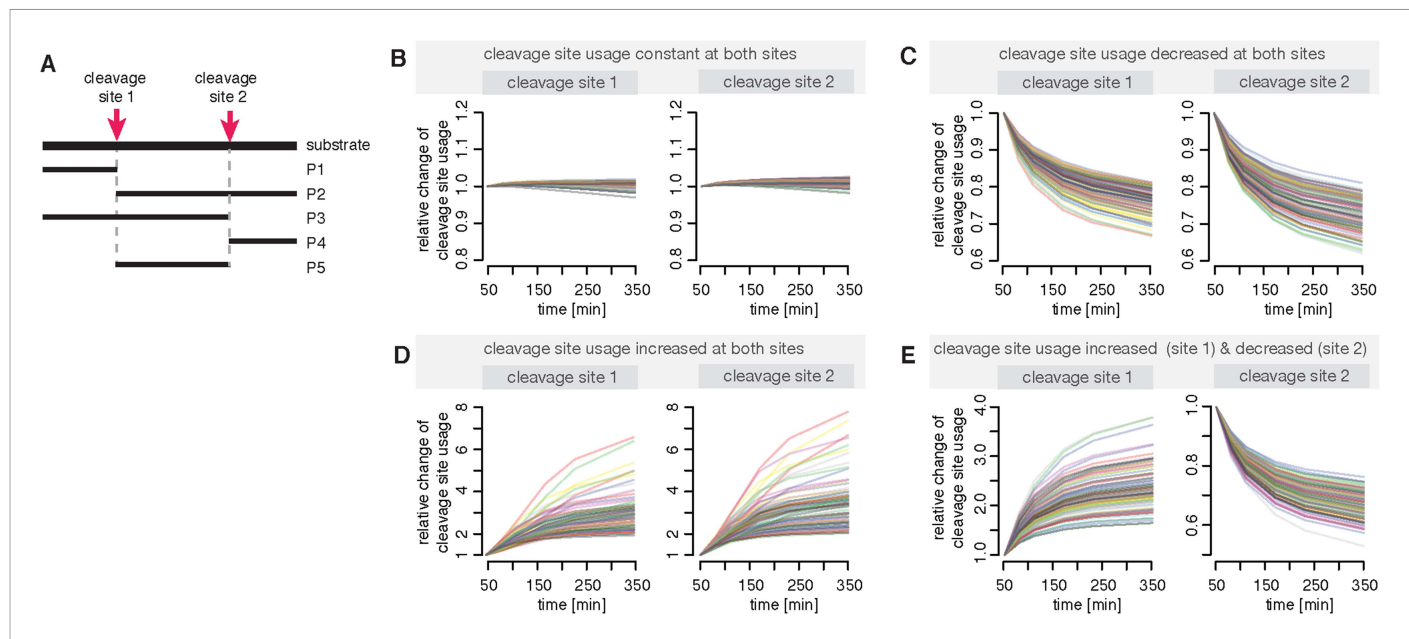 A
cleavage
site 1
cleavage
site 2
substrate
P1
P2
P3
P4
P5
B
cleavage site usage constant at both sites
cleavage site 1
cleavage site 2
relative change of
cleavage site usage
0.8 0.9 1.0 1.1 1.2
0.8 0.9 1.0 1.1 1.2
50 150 250 350
50 150 250 350
time [min]
time [min]
C
cleavage site usage decreased at both sites
cleavage site 1
cleavage site 2
relative change of
cleavage site usage
0.6 0.7 0.8 0.9 1.0
0.6 0.7 0.8 0.9 1.0
50 150 250 350
50 150 250 350
time [min]
time [min]
D
cleavage site usage increased at both sites
cleavage site 1
cleavage site 2
relative change of
cleavage site usage
1 2 4 6 8
1 2 4 6 8
50 150 250 350
50 150 250 350
time [min]
time [min]
E
cleavage site usage increased (site 1) & decreased (site 2)
cleavage site 1
cleavage site 2
relative change of
cleavage site usage
1.0 2.0 3.0 4.0
0.6 0.8 1.0
50 150 250 350
50 150 250 350
time [min]
time [min]